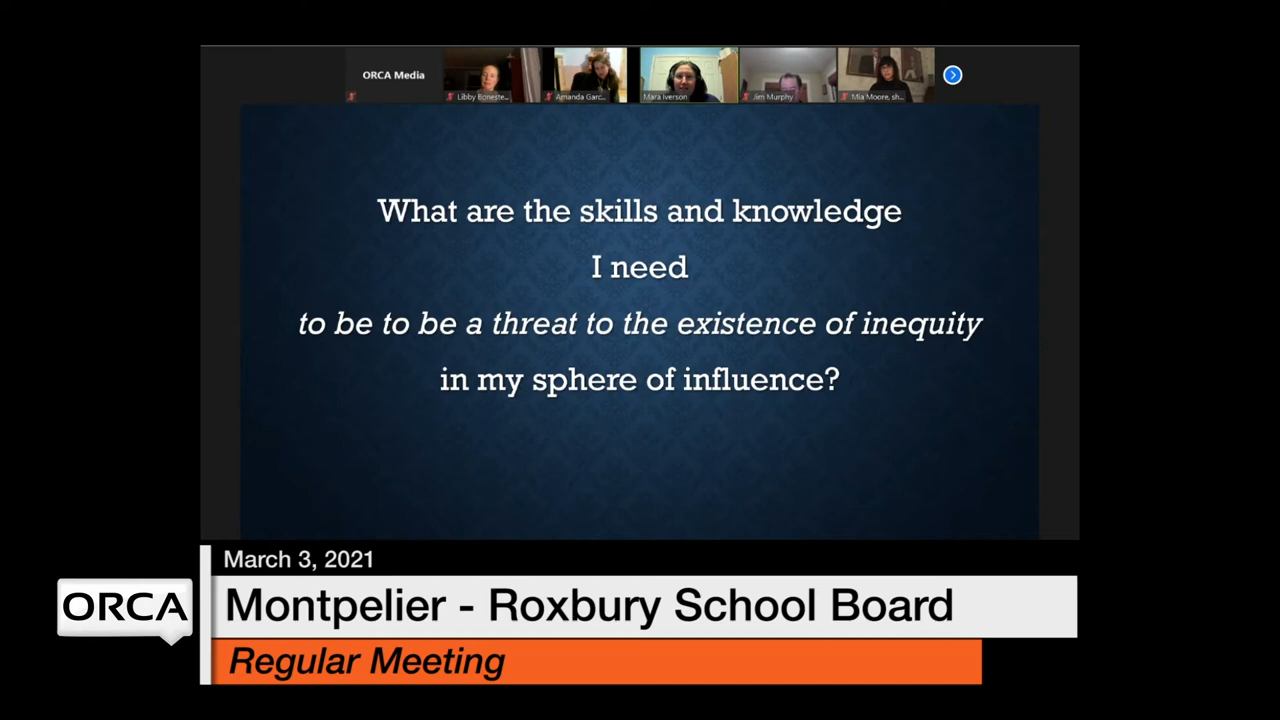 ORCA Media
Libby Boneste...
Amanda Garc...
Mara Iverson
Jim Murphy
Mia Moore, sh...
What are the skills and knowledge
I need
to be to be a threat to the existence of inequity
in my sphere of influence?
March 3, 2021
ORCA
Montpelier - Roxbury School Board
Regular Meeting